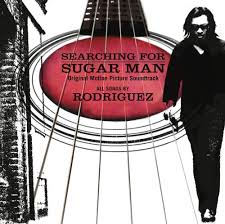 SEARCHING FOR
SUGAR MAN
Original Motion Picture Soundtrack
ALL SONGS BY
RODRIGUEZ